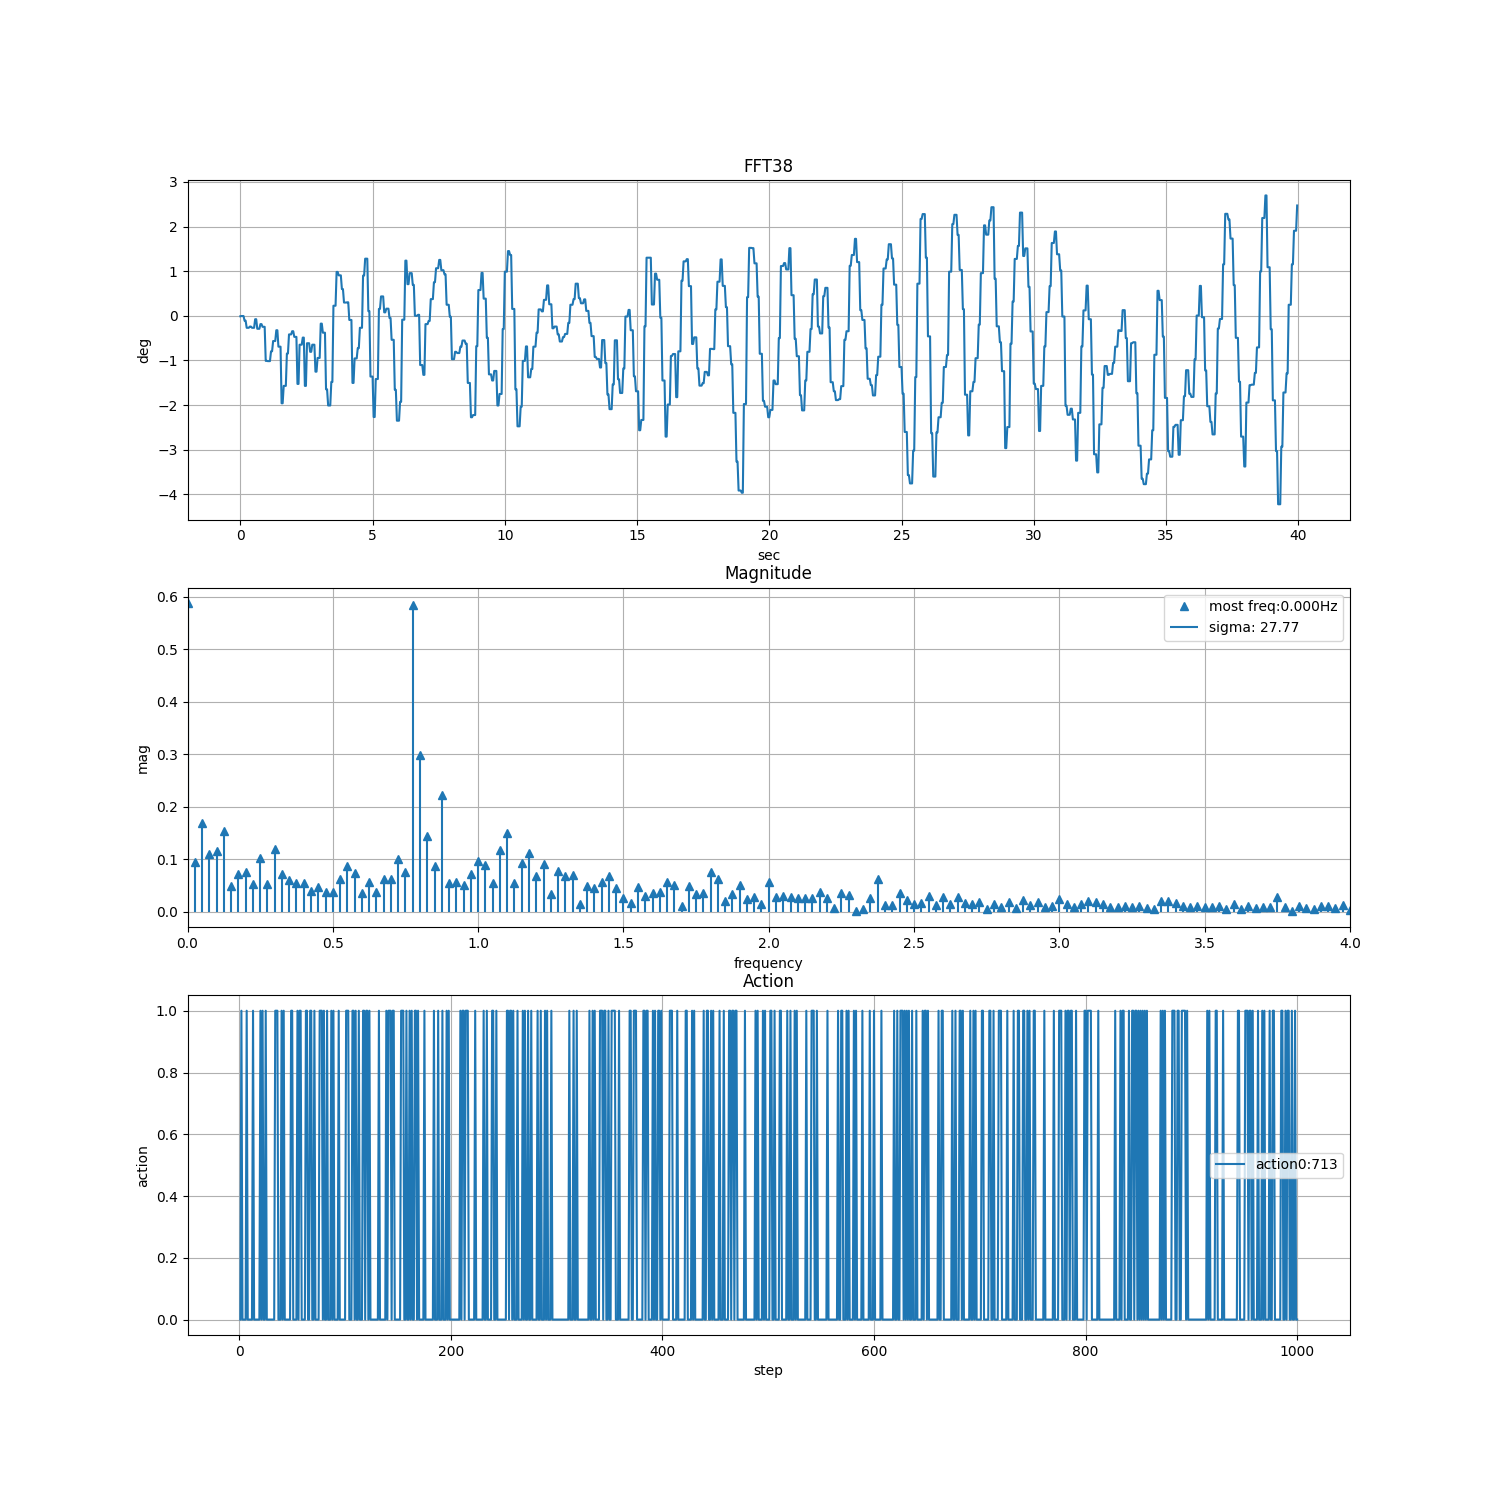 FFT38
3
2
1
0
−1
−2
−3
−4
deg
0 5 10 15 20 25 30 35 40
sec
Magnitude
0.6
0.5
0.4
0.3
0.2
0.1
0.0
mag
most freq:0.000Hz
sigma: 27.77
0.0 0.5 1.0 1.5 2.0 2.5 3.0 3.5 4.0
frequency
Action
1.0
0.8
0.6
0.4
0.2
0.0
action
action0:713
0 200 400 600 800 1000
step